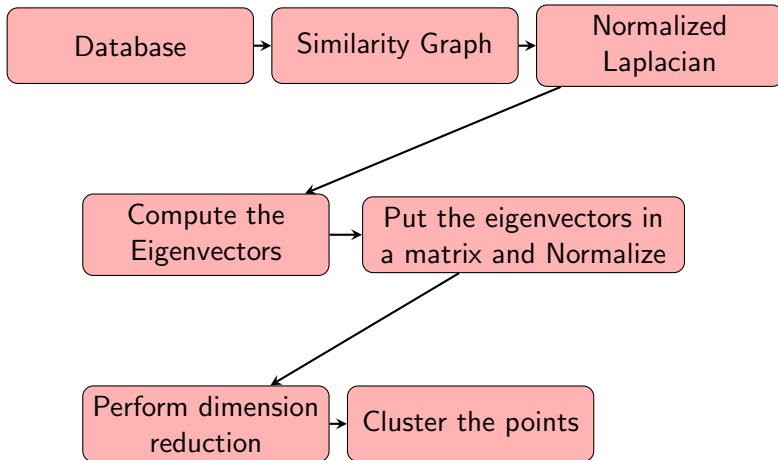 Database
Similarity Graph
Normalized
Laplacian
Compute the
Eigenvectors
Put the eigenvectors in
a matrix and Normalize
Perform dimension
reduction
Cluster the points